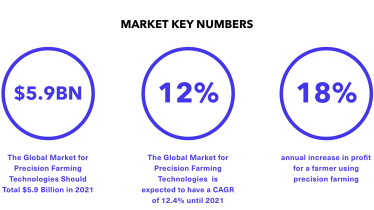 MARKET KEY NUMBERS
$5.9BN
The Global Market for
Precision Farming
Technologies Should
Total $5.9 Billion in 2021
12%
The Global Market for
Precision Farming
Technologies is
expected to have a CAGR
of 12.4% until 2021
18%
annual increase in profit
for a farmer using
precision farming